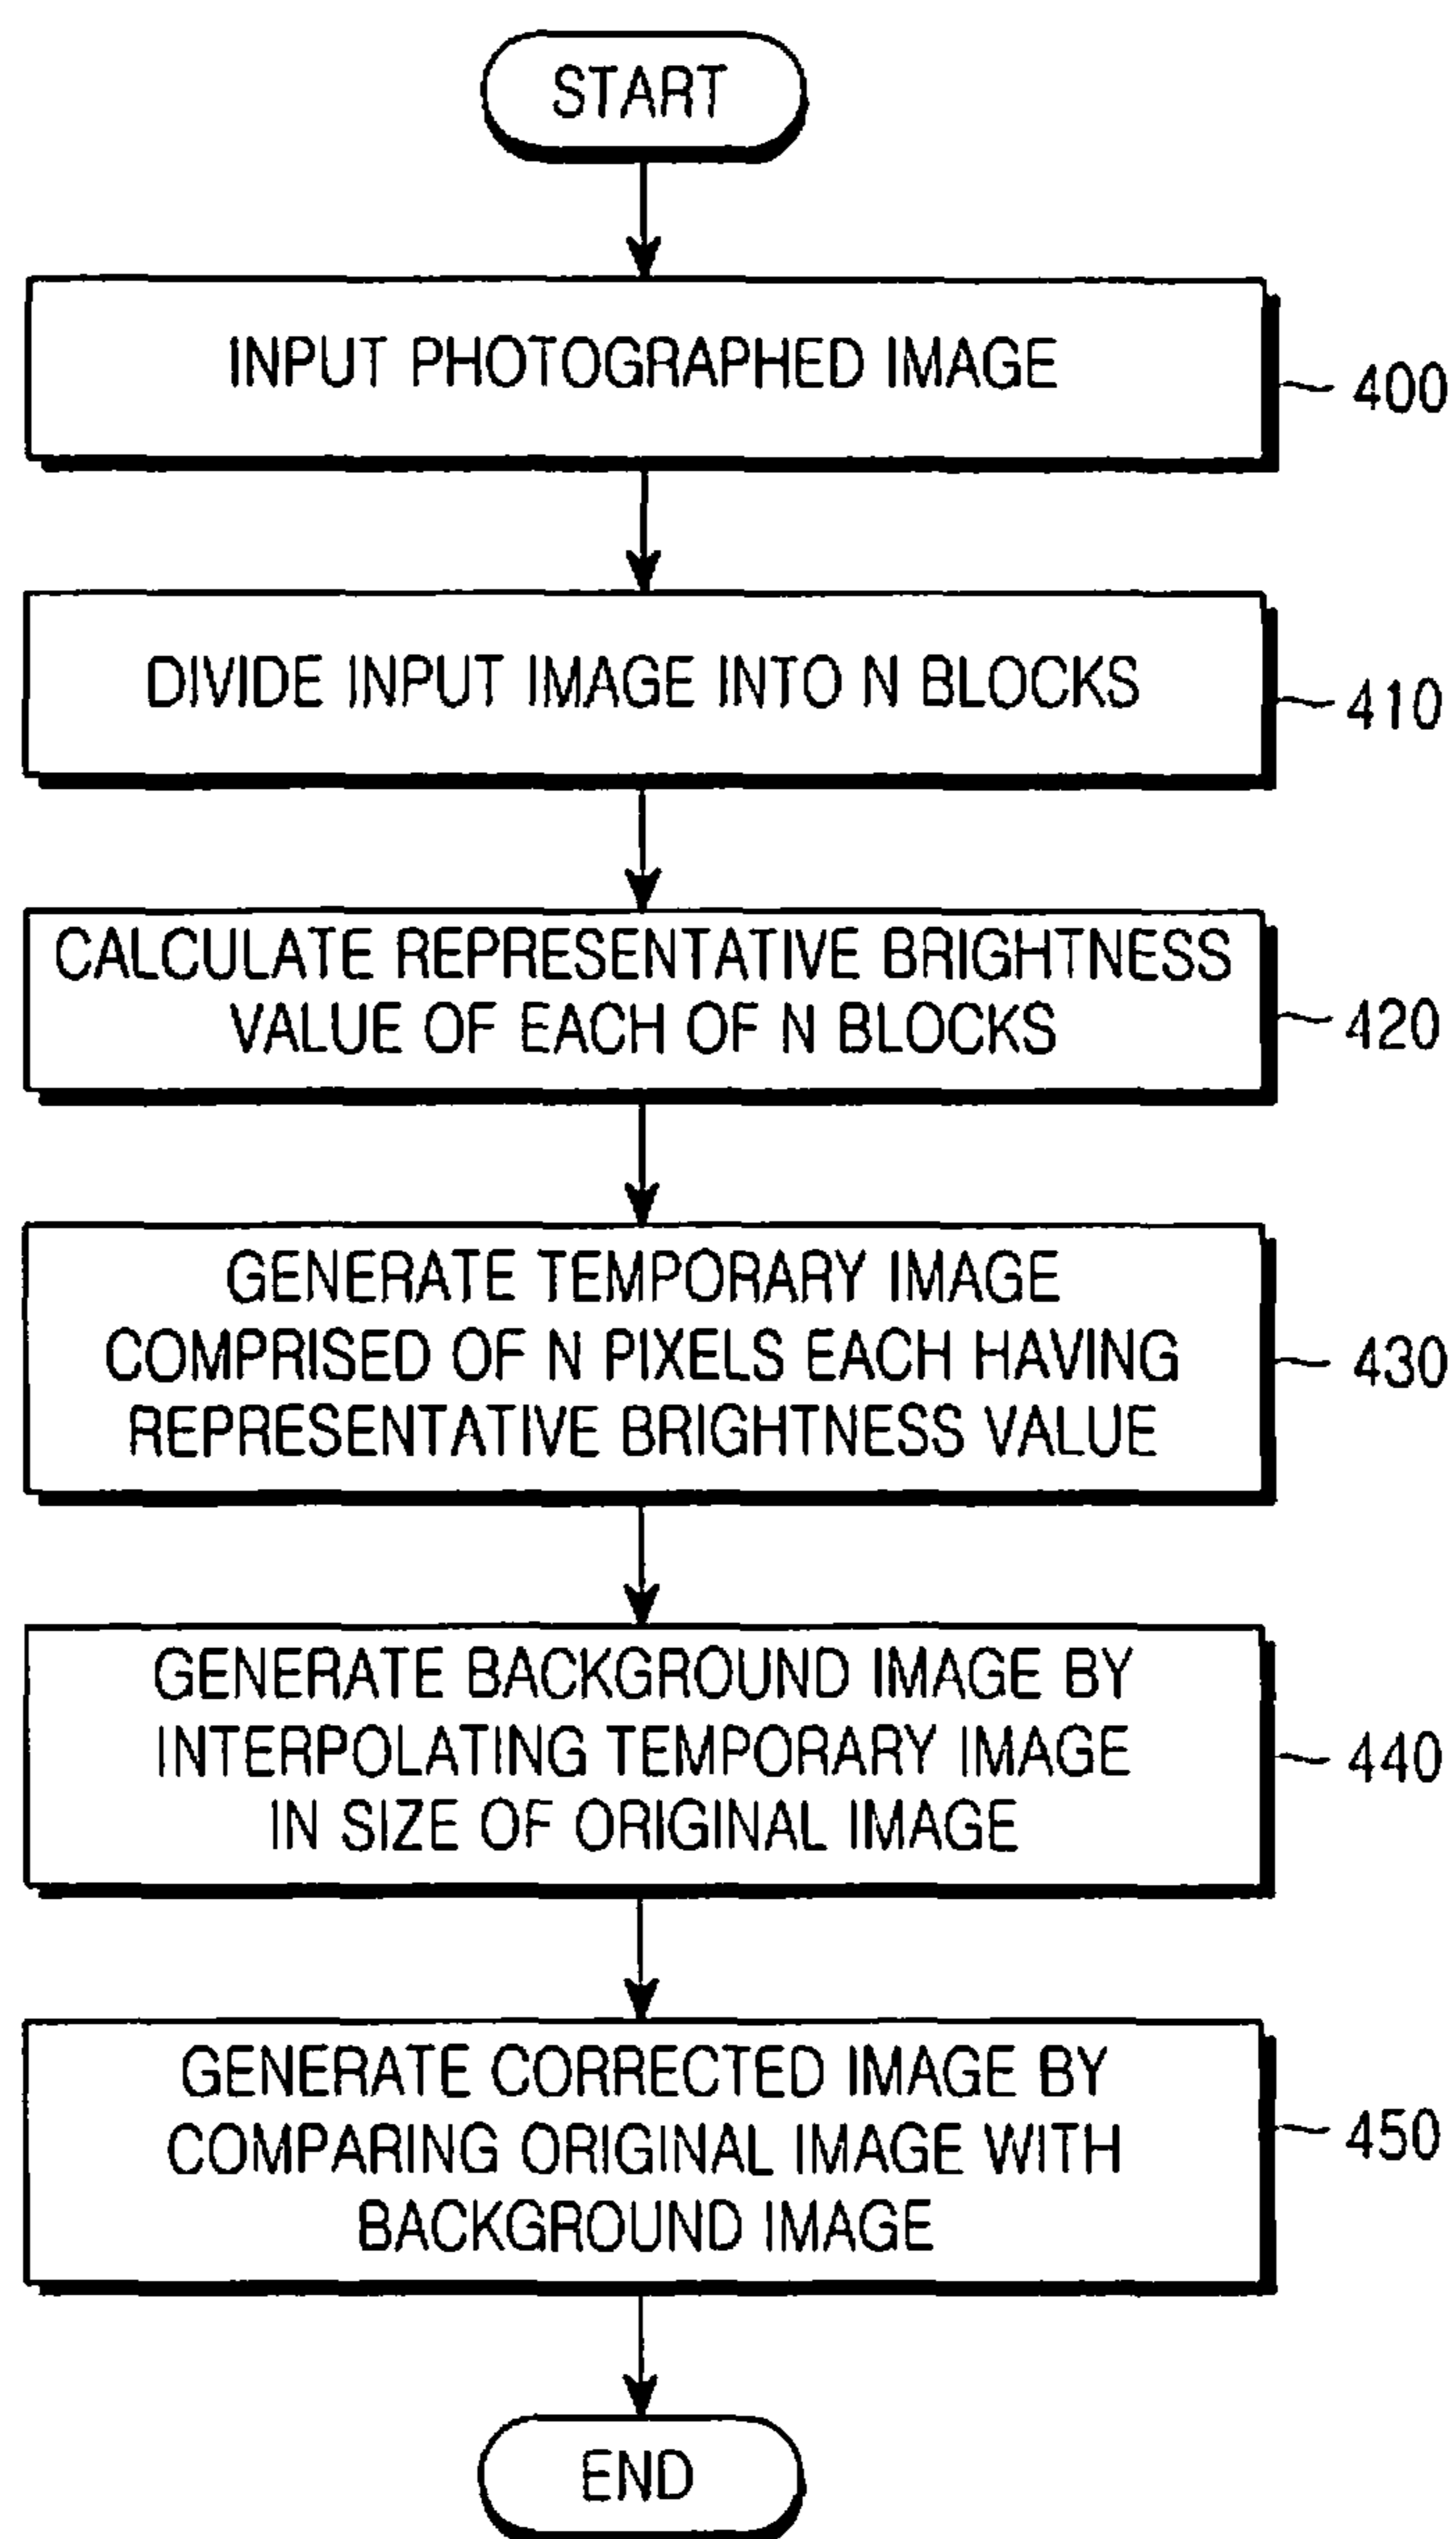 START
INPUT PHOTOGRAPHED IMAGE
400
DIVIDE INPUT IMAGE INTO N BLOCKS
410
CALCULATE REPRESENTATIVE BRIGHTNESS
VALUE OF EACH OF N BLOCKS
420
GENERATE TEMPORARY IMAGE
COMPRISED OF N PIXELS EACH HAVING
REPRESENTATIVE BRIGHTNESS VALUE
430
GENERATE BACKGROUND IMAGE BY
INTERPOLATING TEMPORARY IMAGE
IN SIZE OF ORIGINAL IMAGE
440
GENERATE CORRECTED IMAGE BY
COMPARING ORIGINAL IMAGE WITH
BACKGROUND IMAGE
450
END